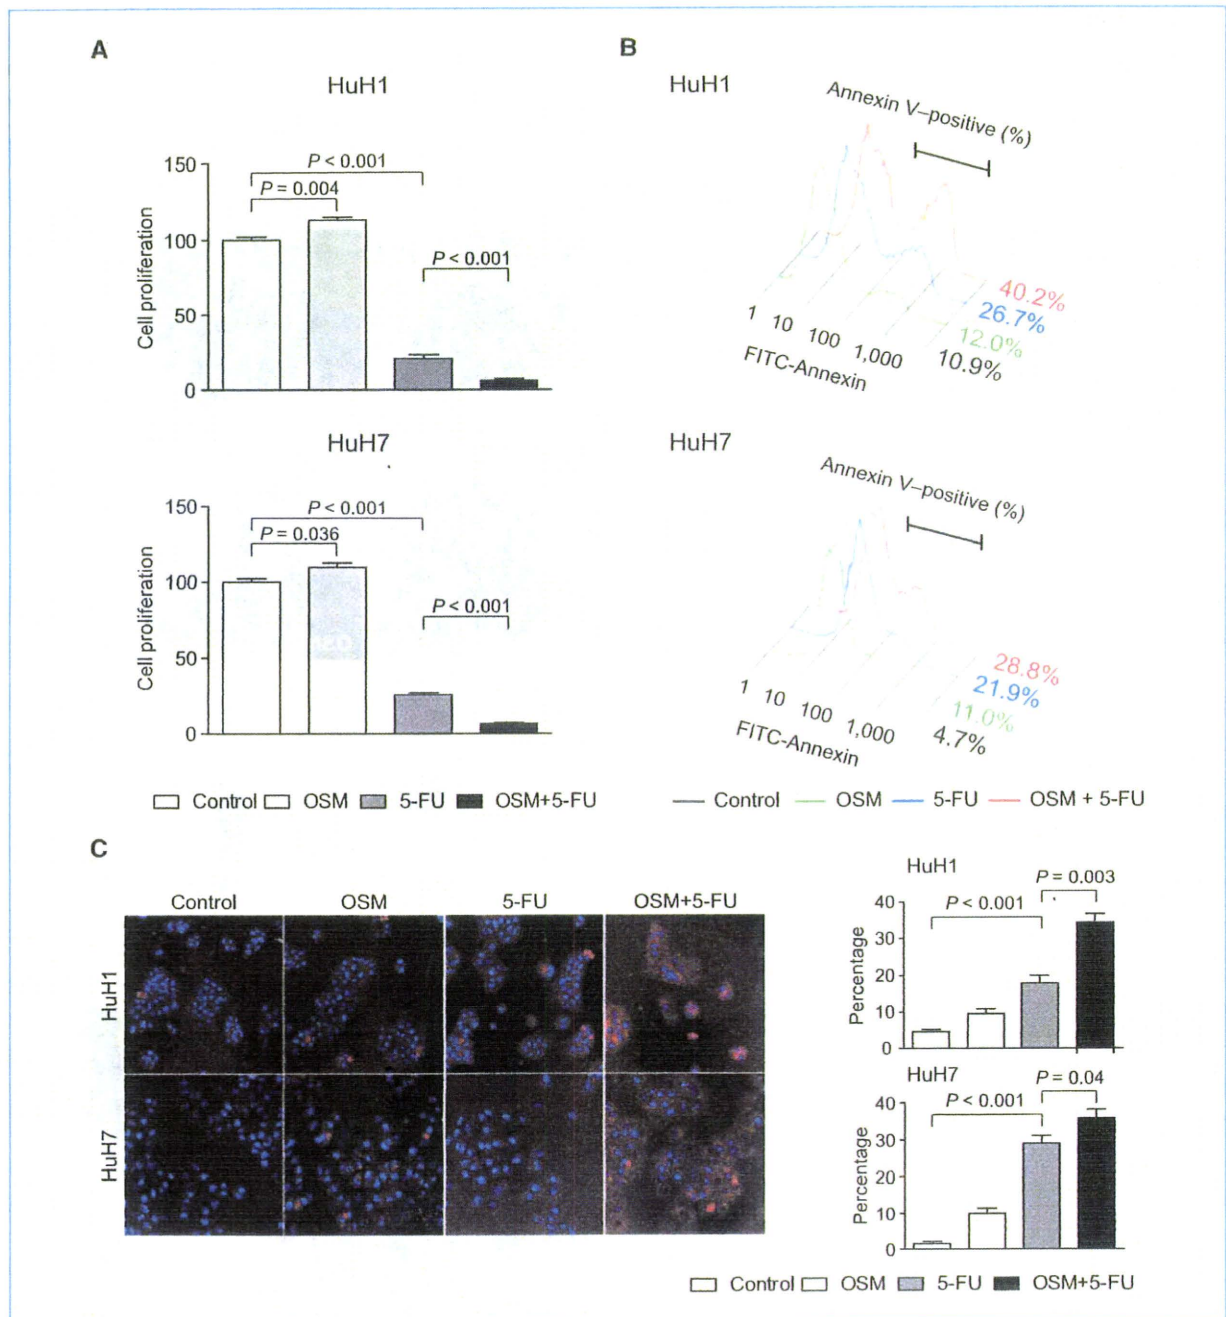 A
HuH1
150
100
50
0
Cell proliferation
P < 0.001
P = 0.004
P < 0.001
HuH7
150
100
50
0
Cell proliferation
P < 0.001
P = 0.036
P < 0.001
Control OSM 5-FU OSM+5-FU
B
HuH1
Annexin V–positive (%)
40.2%
26.7%
12.0%
10.9%
1 10 100 1,000
FITC-Annexin
HuH7
Annexin V–positive (%)
28.8%
21.9%
11.0%
4.7%
1 10 100 1,000
FITC-Annexin
Control OSM 5-FU OSM + 5-FU
C
Control OSM 5-FU OSM+5-FU
HuH1
HuH7
HuH1
P = 0.003
P < 0.001
40
30
20
10
0
Percentage
HuH7
P = 0.04
P < 0.001
40
30
20
10
0
Percentage
Control OSM 5-FU OSM+5-FU